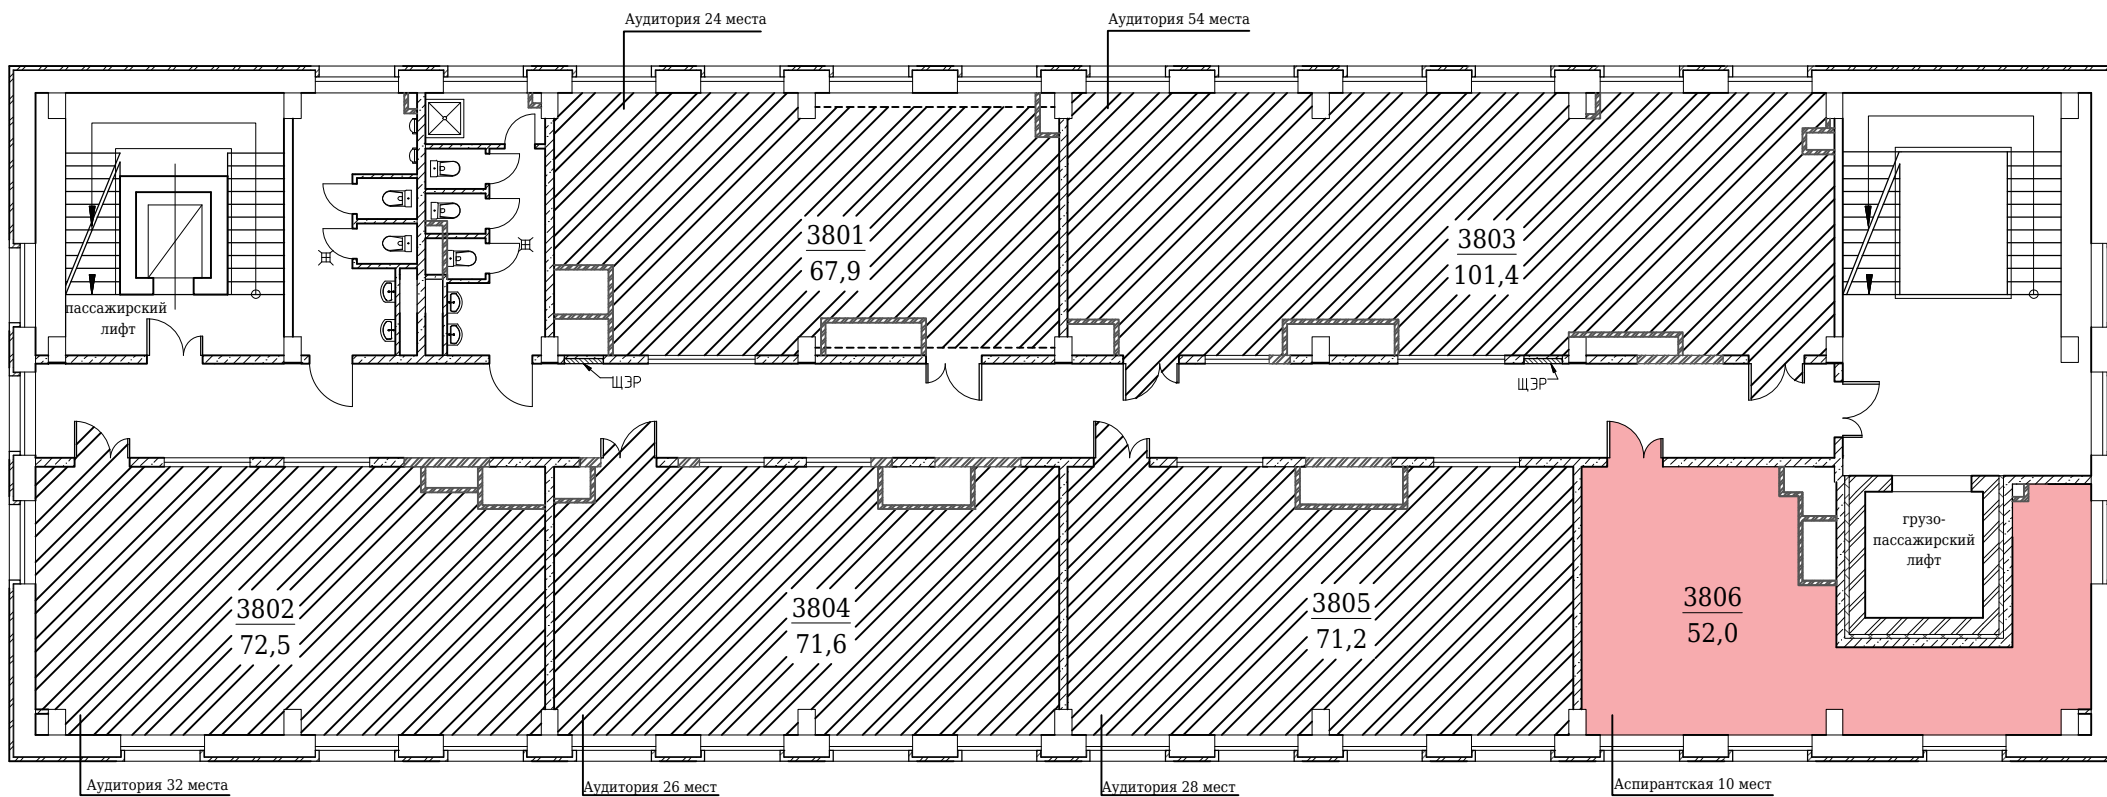 Аудитория 24 места
Аудитория 54 места
3801
67,9
3803
101,4
пассажирский
лифт
ЩЭР
ЩЭР
грузо-
пассажирский
лифт
3802
72,5
3804
71,6
3805
71,2
3806
52,0
Аудитория 32 места
Аудитория 26 мест
Аудитория 28 мест
Аспирантская 10 мест